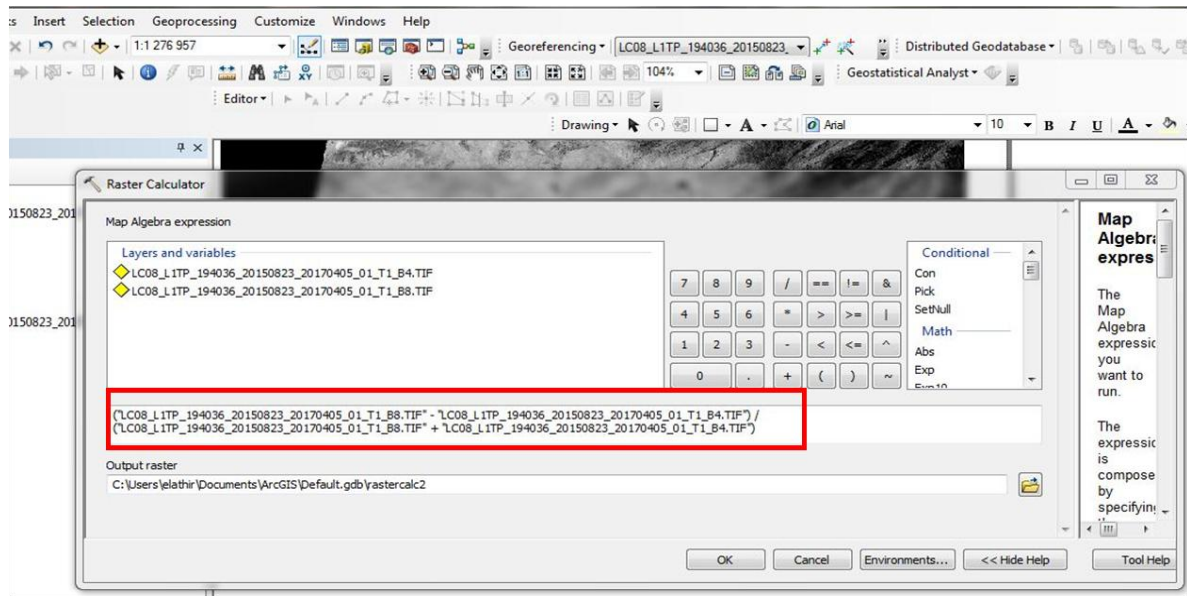 Insert Selection Geoprocessing Customize Windows Help
1:1 276 957 Georeferencing LC08_L1TP_194036_20150823_ Distributed Geodatabase
104% Geostatistical Analyst
Editor
Drawing A Arial 10 B I U A
Raster Calculator
0150823_201
0150823_201
Map Algebra expression
Layers and variables
LC08_L1TP_194036_20150823_20170405_01_T1_B4.TIF
LC08_L1TP_194036_20150823_20170405_01_T1_B8.TIF
7 8 9 / == != &
4 5 6 * > >= |
1 2 3 - < <= ^
0 . + ( ) ~
Conditional
Con
Pick
SetNull
Math
Abs
Exp
Exp10
("LC08_L1TP_194036_20150823_20170405_01_T1_B8.TIF" - "LC08_L1TP_194036_20150823_20170405_01_T1_B4.TIF") /
("LC08_L1TP_194036_20150823_20170405_01_T1_B8.TIF" + "LC08_L1TP_194036_20150823_20170405_01_T1_B4.TIF")
Output raster
C:\Users\elathir\Documents\ArcGIS\Default.gdb\rastercalc2
OK Cancel Environments... << Hide Help Tool Help
Map
Algebra
expres
The
Map
Algebra
expressic
you
want to
run.
The
expressic
is
compose
by
specifying